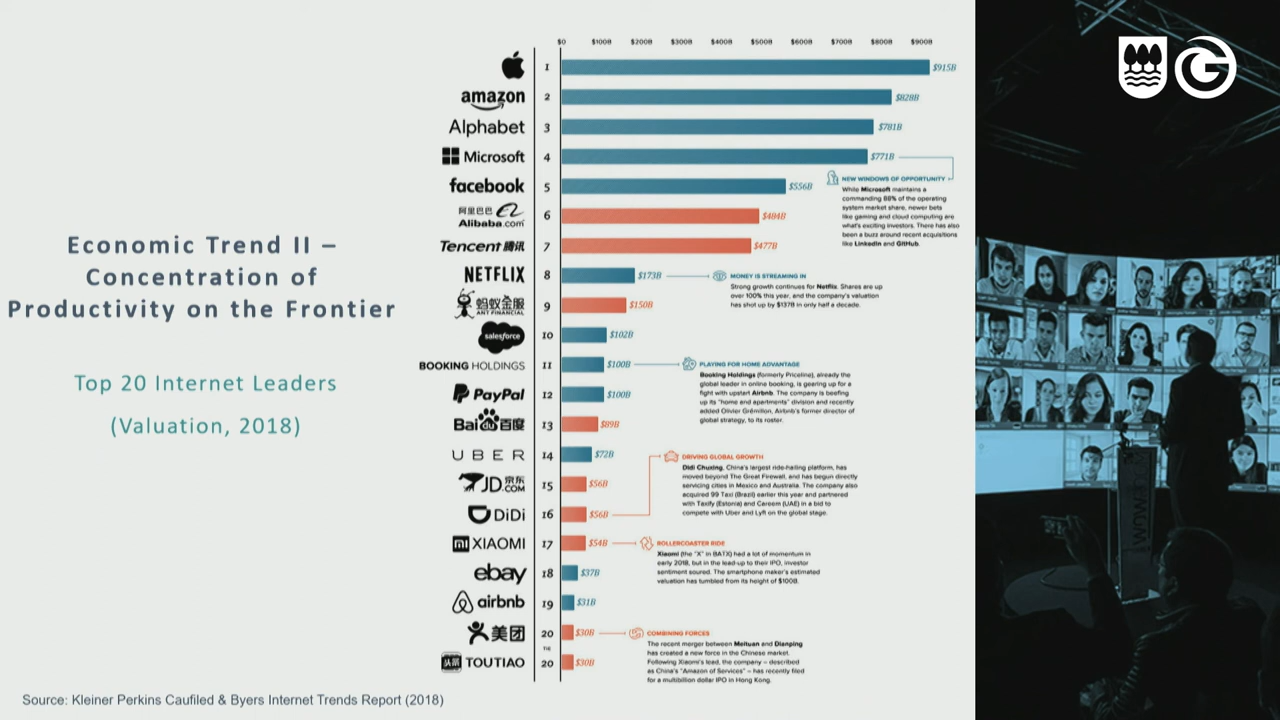 Economic Trend II –
Concentration of
Productivity on the Frontier
Top 20 Internet Leaders
(Valuation, 2018)
$0 $100B $200B $300B $400B $500B $600B $700B $800B $900B
1 $915B
amazon 2 $828B
Alphabet 3 $781B
Microsoft 4 $771B
NEW WINDOWS OF OPPORTUNITY
While Microsoft maintains a
commanding 88% of the operating
system market share, newer bets
like gaming and cloud computing are
what's exciting investors. There has also
been a buzz around recent acquisitions
like LinkedIn and GitHub.
facebook 5 $556B
阿里巴巴
Alibaba.com 6 $484B
Tencent 腾讯 7 $477B
NETFLIX 8 $173B
MONEY IS STREAMING IN
Strong growth continues for Netflix. Shares are up
over 100% this year, and the company's valuation
has shot up by $137B in only half a decade.
蚂蚁金服
ANT FINANCIAL 9 $150B
salesforce 10 $102B
BOOKING HOLDINGS 11 $100B
PLAYING FOR HOME ADVANTAGE
Booking Holdings (formerly Priceline), already the
global leader in online booking, is gearing up for a
fight with upstart Airbnb. The company is beefing
up its "home and apartments" division and recently
added Olivier Grémillon, Airbnb's former director of
global strategy, to its roster.
PayPal 12 $100B
Bai du 百度 13 $89B
UBER 14 $72B
JD 京东
.COM 15 $56B
DiDi 16 $56B
DRIVING GLOBAL GROWTH
Didi Chuxing, China's largest ride-hailing platform, has
moved beyond The Great Firewall, and has begun directly
servicing cities in Mexico and Australia. The company also
acquired 99 Taxi (Brazil) earlier this year and partnered
with Taxify (Estonia) and Careem (UAE) in a bid to
compete with Uber and Lyft on the global stage.
mi XIAOMI 17 $54B
ROLLERCOASTER RIDE
Xiaomi (the "X" in BATX) had a lot of momentum in
early 2018, but in the lead-up to their IPO, investor
sentiment soured. The smartphone maker's estimated
valuation has tumbled from its height of $100B.
ebay 18 $37B
airbnb 19 $31B
美团 20 $30B
TIE
头条 TOUTIAO 20 $30B
COMBINING FORCES
The recent merger between Meituan and Dianping
has created a new force in the Chinese market.
Following Xiaomi's lead, the company – described
as China's "Amazon of Services" – has recently filed
for a multibillion dollar IPO in Hong Kong.
Source: Kleiner Perkins Caufiled & Byers Internet Trends Report (2018)
G